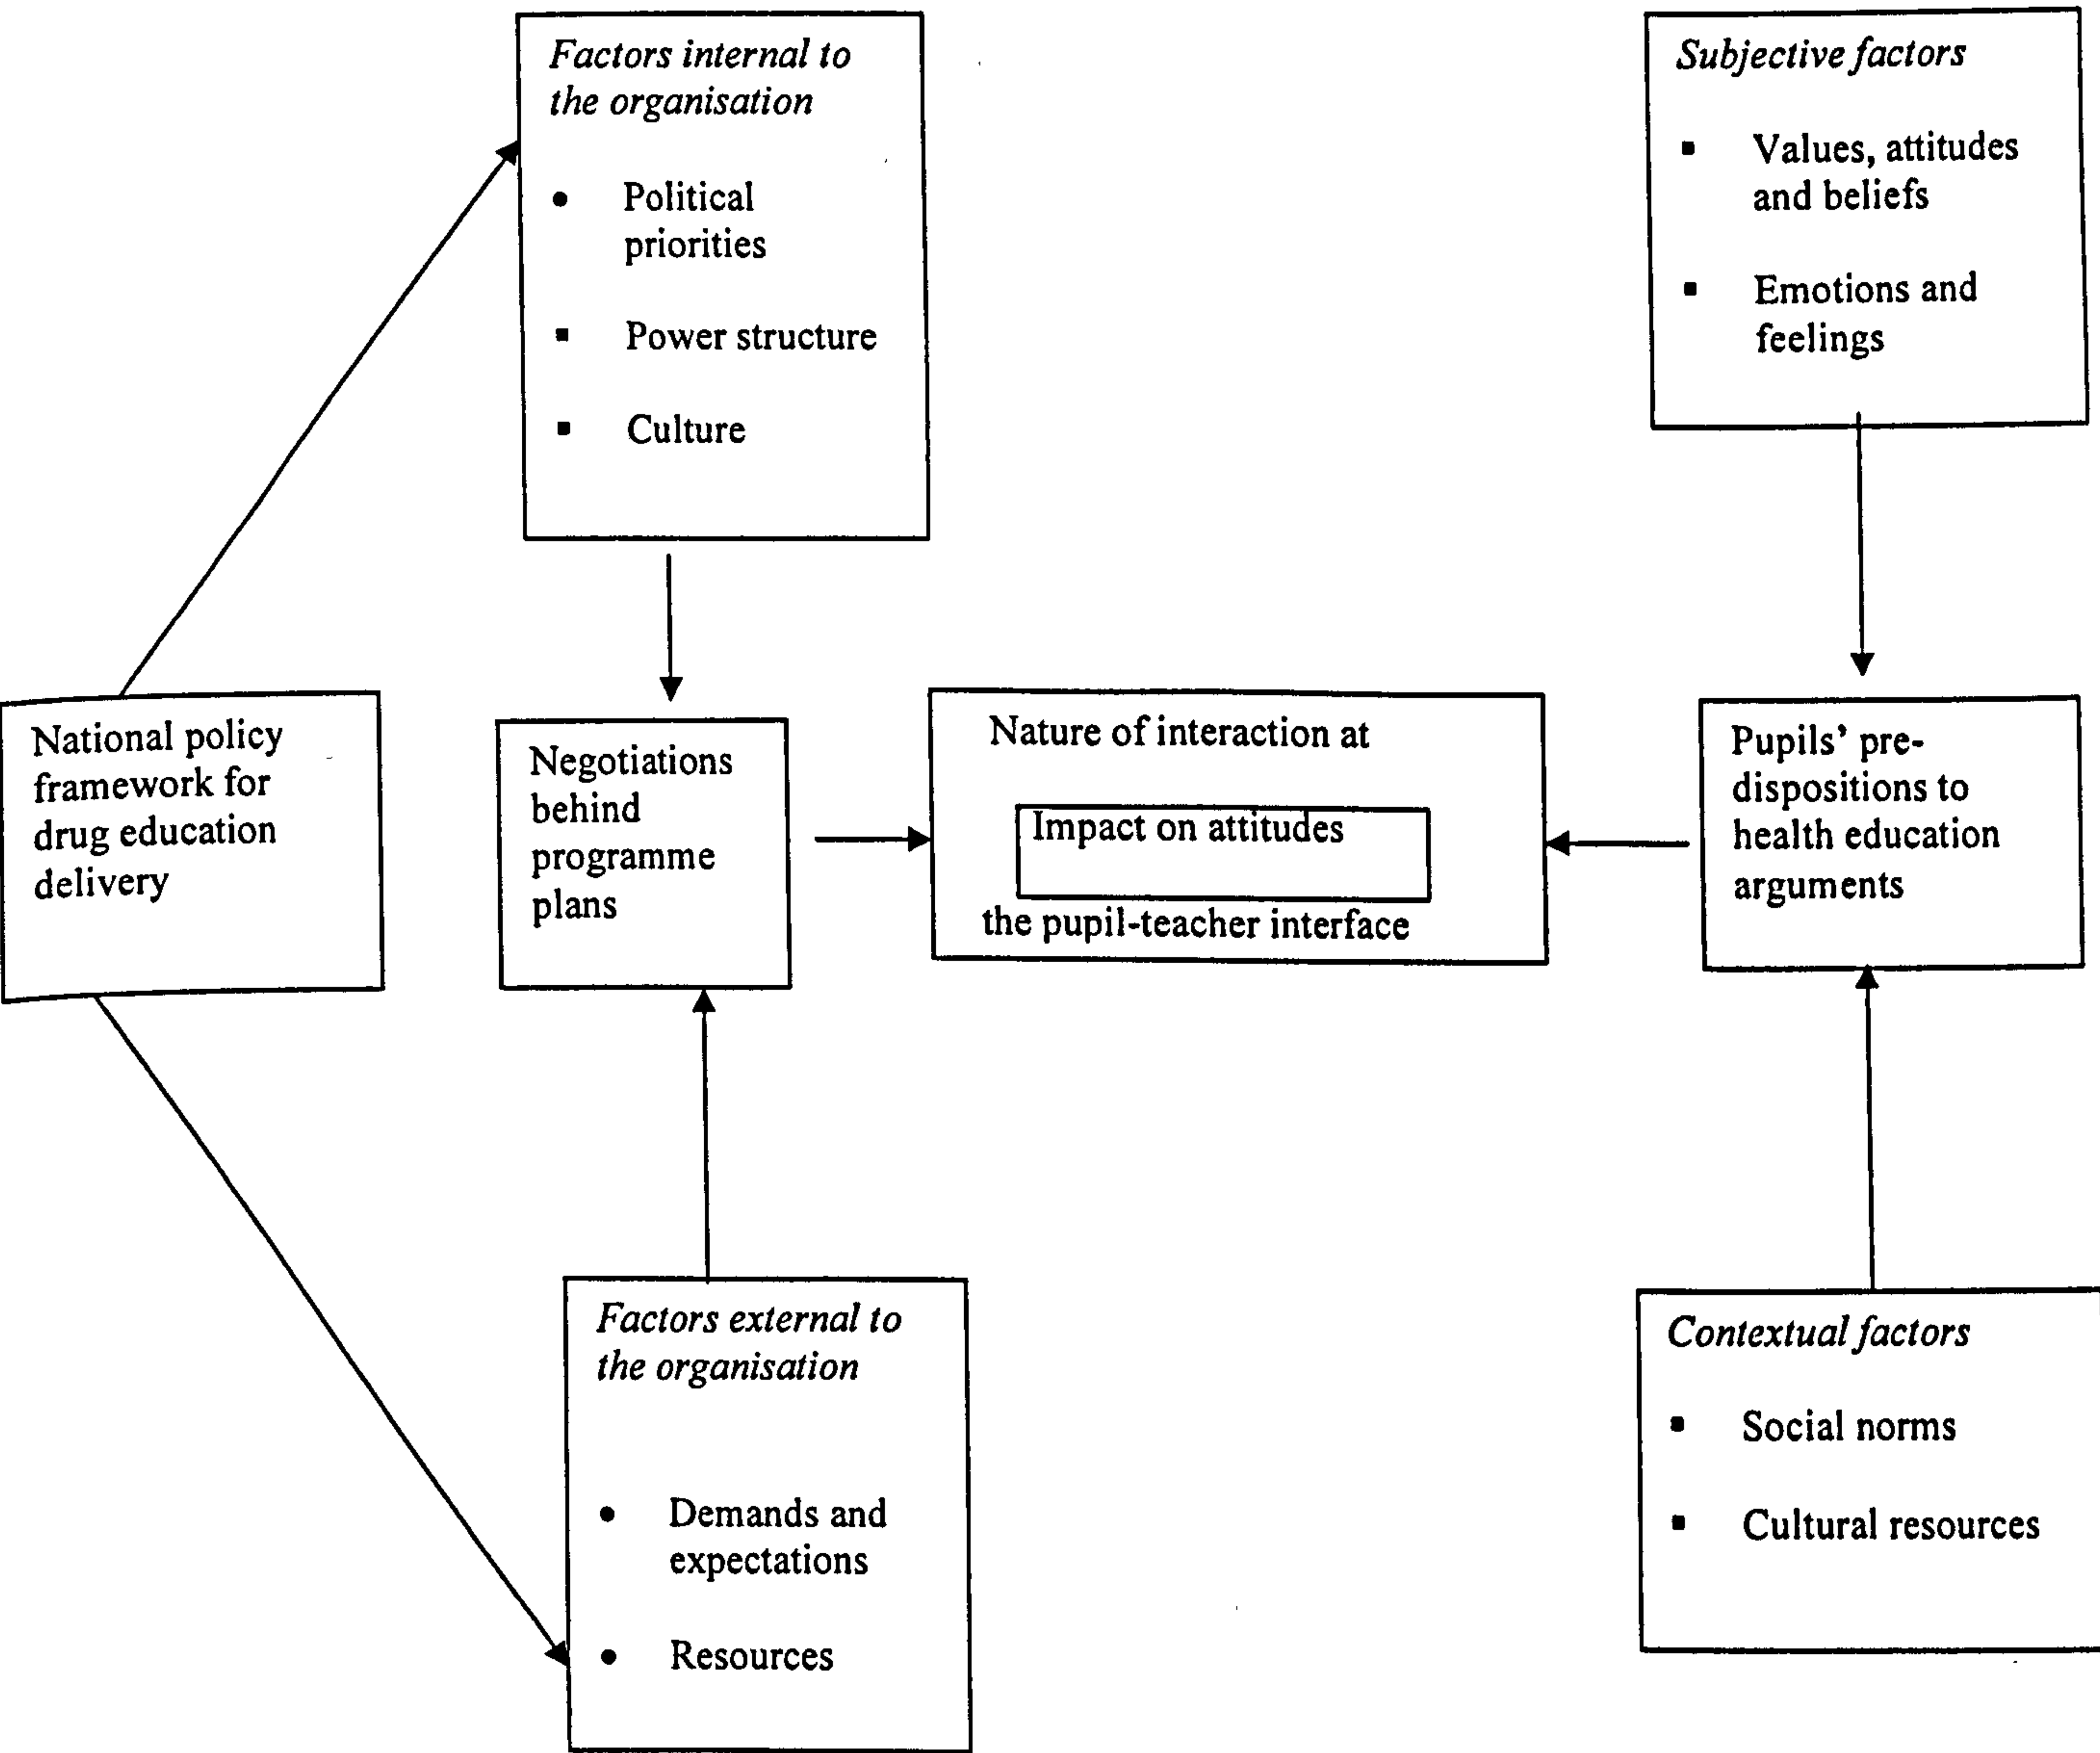 Factors internal to
the organisation
• Political
priorities
▪ Power structure
▪ Culture
Subjective factors
▪ Values, attitudes
and beliefs
▪ Emotions and
feelings
National policy
framework for
drug education
delivery
Negotiations
behind
programme
plans
Nature of interaction at
Impact on attitudes
the pupil-teacher interface
Pupils' pre-
dispositions to
health education
arguments
Factors external to
the organisation
• Demands and
expectations
• Resources
Contextual factors
▪ Social norms
▪ Cultural resources